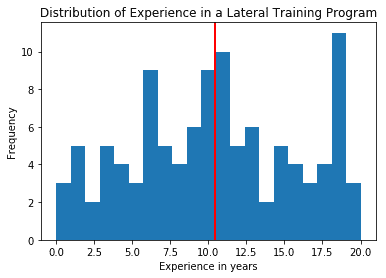 Distribution of Experience in a Lateral Training Program
Frequency
10
8
6
4
2
0
0.0 2.5 5.0 7.5 10.0 12.5 15.0 17.5 20.0
Experience in years